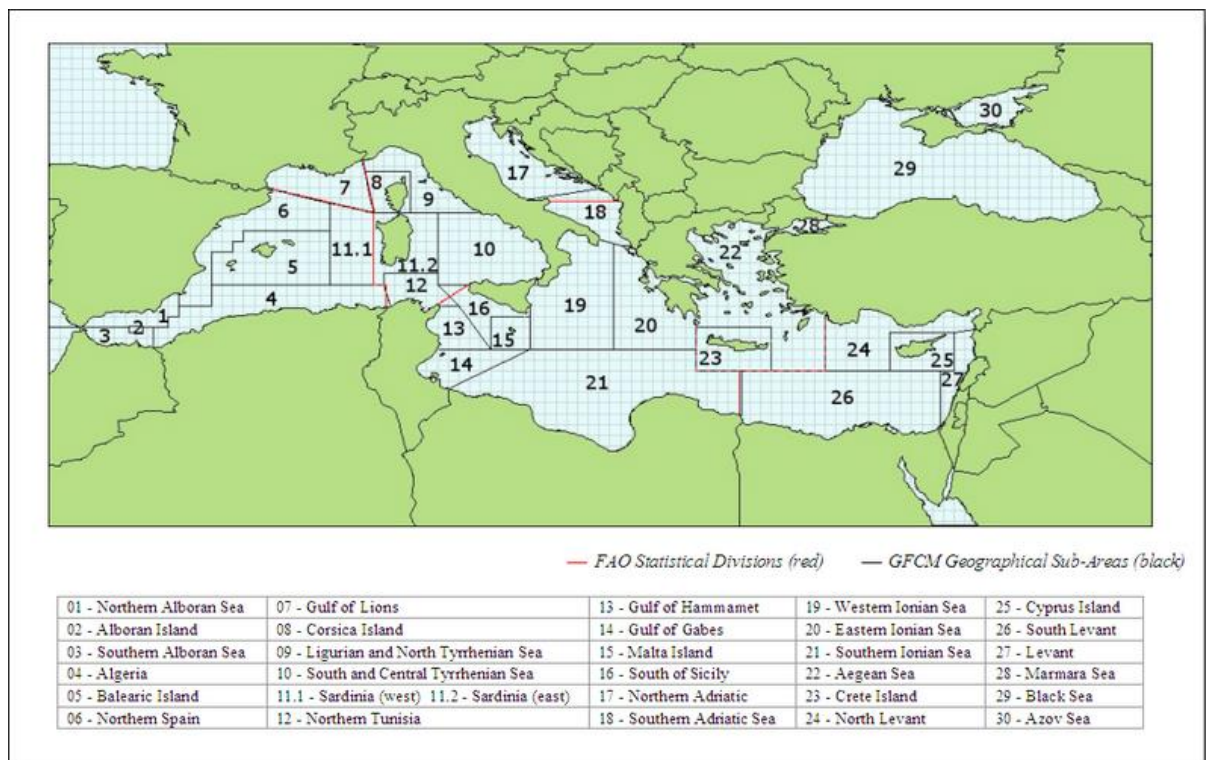 30
29
17
8
7
9
6
18
28
22
11.1
10
5
11.2
12
4
16
19
1
2
3
13
20
15
24
23
25
14
27
21
26
FAO Statistical Divisions (red)
GFCM Geographical Sub-Areas (black)
01 - Northern Alboran Sea
02 - Alboran Island
03 - Southern Alboran Sea
04 - Algeria
05 - Balearic Island
06 - Northern Spain
07 - Gulf of Lions
08 - Corsica Island
09 - Ligurian and North Tyrrhenian Sea
10 - South and Central Tyrrhenian Sea
11.1 - Sardinia (west) 11.2 - Sardinia (east)
12 - Northern Tunisia
13 - Gulf of Hammamet
14 - Gulf of Gabes
15 - Malta Island
16 - South of Sicily
17 - Northern Adriatic
18 - Southern Adriatic Sea
19 - Western Ionian Sea
20 - Eastern Ionian Sea
21 - Southern Ionian Sea
22 - Aegean Sea
23 - Crete Island
24 - North Levant
25 - Cyprus Island
26 - South Levant
27 - Levant
28 - Marmara Sea
29 - Black Sea
30 - Azov Sea